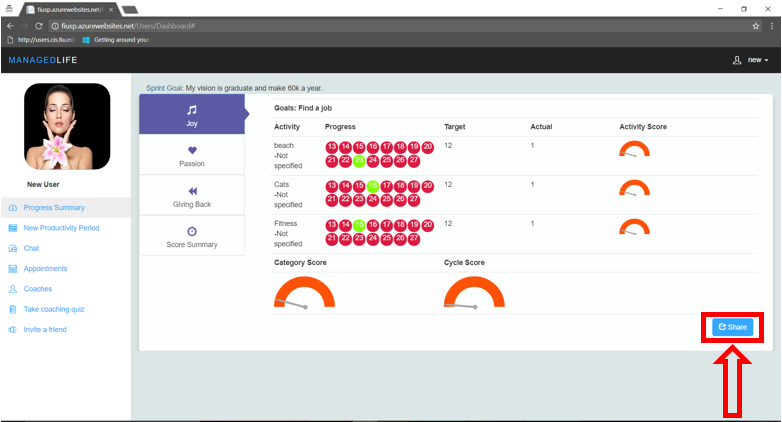 fiusp.azurewebsites.net
fiusp.azurewebsites.net/Users/Dashboard#
http://users.cis.fiu.ed Getting around your
MANAGEDLIFE new
Sprint Goal: My vision is graduate and make 60k a year.
New User
Progress Summary
New Productivity Period
Chat
Appointments
Coaches
Take coaching quiz
Invite a friend
Joy
Passion
Giving Back
Score Summary
Goals: Find a job
Activity Progress Target Actual Activity Score
beach
-Not
specified
13 14 15 16 17 18 19 20
21 22 23 24 25 26 27
12 1
Cats
-Not
specified
13 14 15 16 17 18 19 20
21 22 23 24 25 26 27
12 1
Fitness
-Not
specified
13 14 15 16 17 18 19 20
21 22 23 24 25 26 27
12 1
Category Score Cycle Score
Share